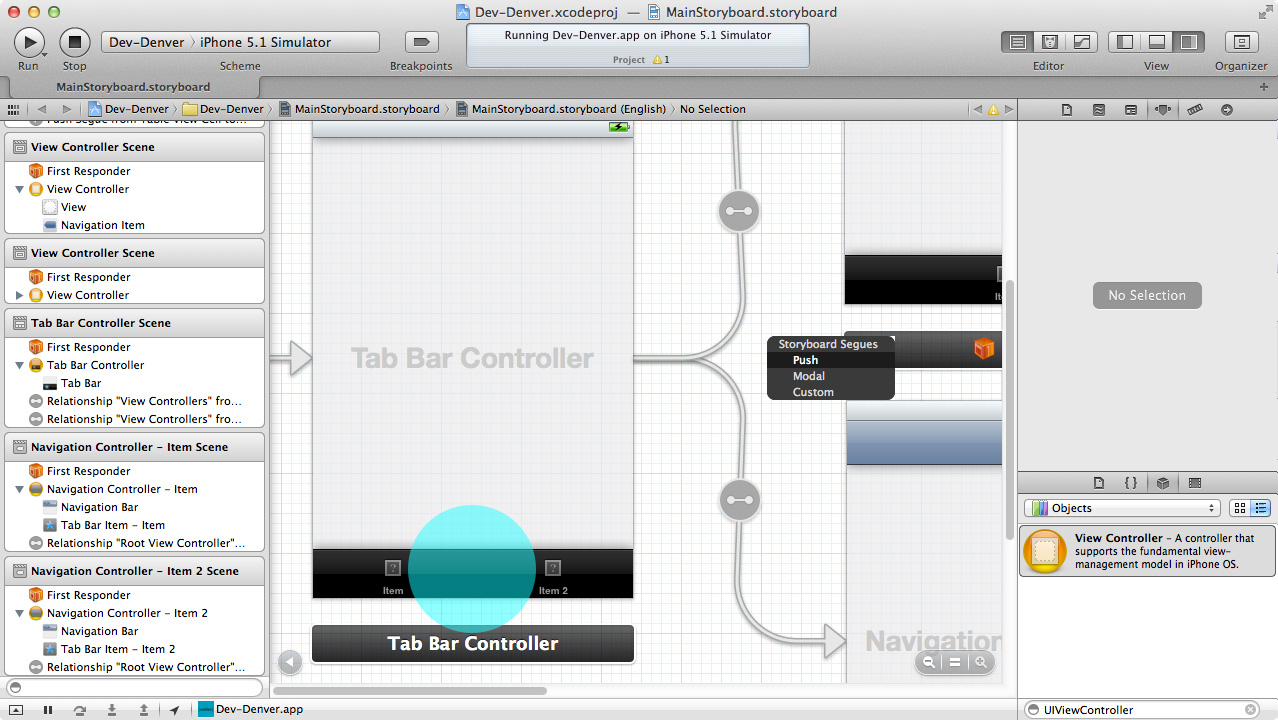 Dev-Denver.xcodeproj — MainStoryboard.storyboard
Run
Stop
Dev-Denver
iPhone 5.1 Simulator
Scheme
Breakpoints
Running Dev-Denver.app on iPhone 5.1 Simulator
Project 1
Editor
View
Organizer
MainStoryboard.storyboard
Dev-Denver
Dev-Denver
MainStoryboard.storyboard
MainStoryboard.storyboard (English)
No Selection
Push Segue from Table View Cell to...
View Controller Scene
First Responder
View Controller
View
Navigation Item
View Controller Scene
First Responder
View Controller
Tab Bar Controller Scene
First Responder
Tab Bar Controller
Tab Bar
Relationship "View Controllers" fro...
Relationship "View Controllers" fro...
Navigation Controller – Item Scene
First Responder
Navigation Controller – Item
Navigation Bar
Tab Bar Item – Item
Relationship "Root View Controller"...
Navigation Controller – Item 2 Scene
First Responder
Navigation Controller – Item 2
Navigation Bar
Tab Bar Item – Item 2
Relationship "Root View Controller"...
Tab Bar Controller
? 
Item
?
Item 2
Tab Bar Controller
Storyboard Segues
Push
Modal
Custom
Navigation
No Selection
{ }
Objects
View Controller – A controller that
supports the fundamental view-
management model in iPhone OS.
Dev-Denver.app
UIViewController